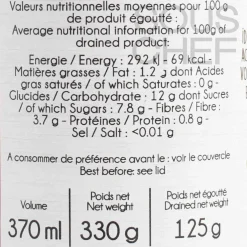 Valeurs nutritionnelles moyennes pour 100 g
de produit égoutté :
Average nutritional information for 100g of
drained product:
Energie / Energy : 292 kJ - 69 kcal -
Matières grasses / Fat : 1.2 g dont Acides
gras saturés / of which Saturates : 0 g -
Glucides / Carbohydrate : 12 g dont Sucres
/ of which Sugars : 7.8 g - Fibres / Fibre :
3.7 g - Protéines / Protein : 0.8 g -
Sel / Salt : <0.01 g
A consommer de préférence avant le : voir le couvercle
Best before: see lid
Volume
370 ml
Poids net
Net weight
330 g
Poids net égoutté
Drained net weight
125 g